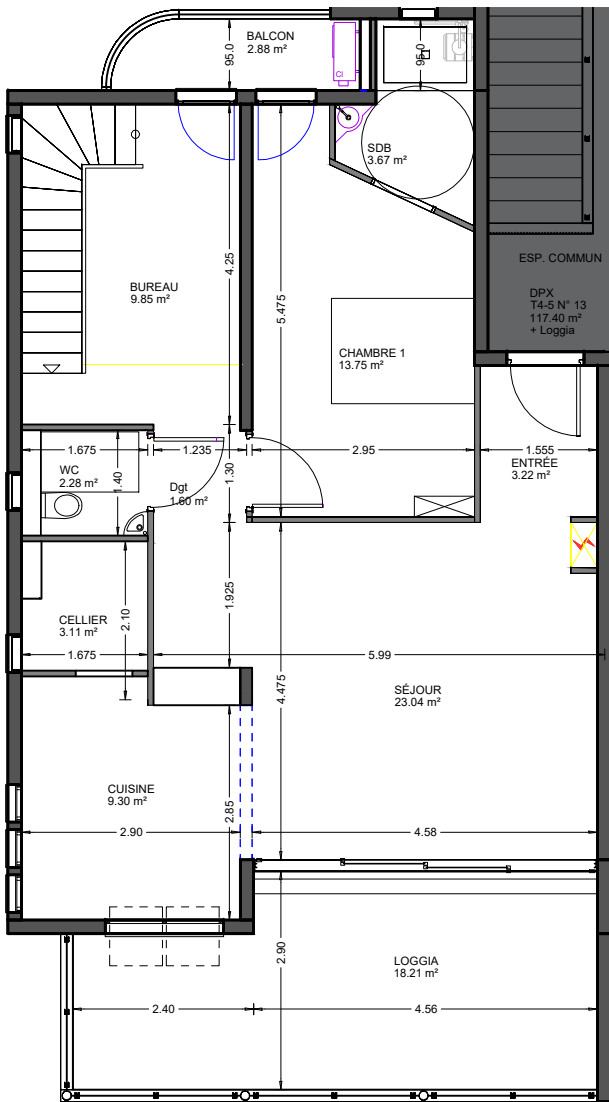 BALCON
2.88 m²
95.0
95.0
SDB
3.67 m²
ESP. COMMUN
DPX
T4-5 N° 13
117.40 m²
+ Loggia
BUREAU
9.85 m²
4.25
5.475
CHAMBRE 1
13.75 m²
1.675
1.235
2.95
1.555
ENTRÉE
3.22 m²
WC
2.28 m²
1.40
Dgt
1.60 m²
1.30
CELLIER
3.11 m²
2.10
1.925
1.675
5.99
4.475
SÉJOUR
23.04 m²
CUISINE
9.30 m²
2.85
2.90
4.58
LOGGIA
18.21 m²
2.90
2.40
4.56